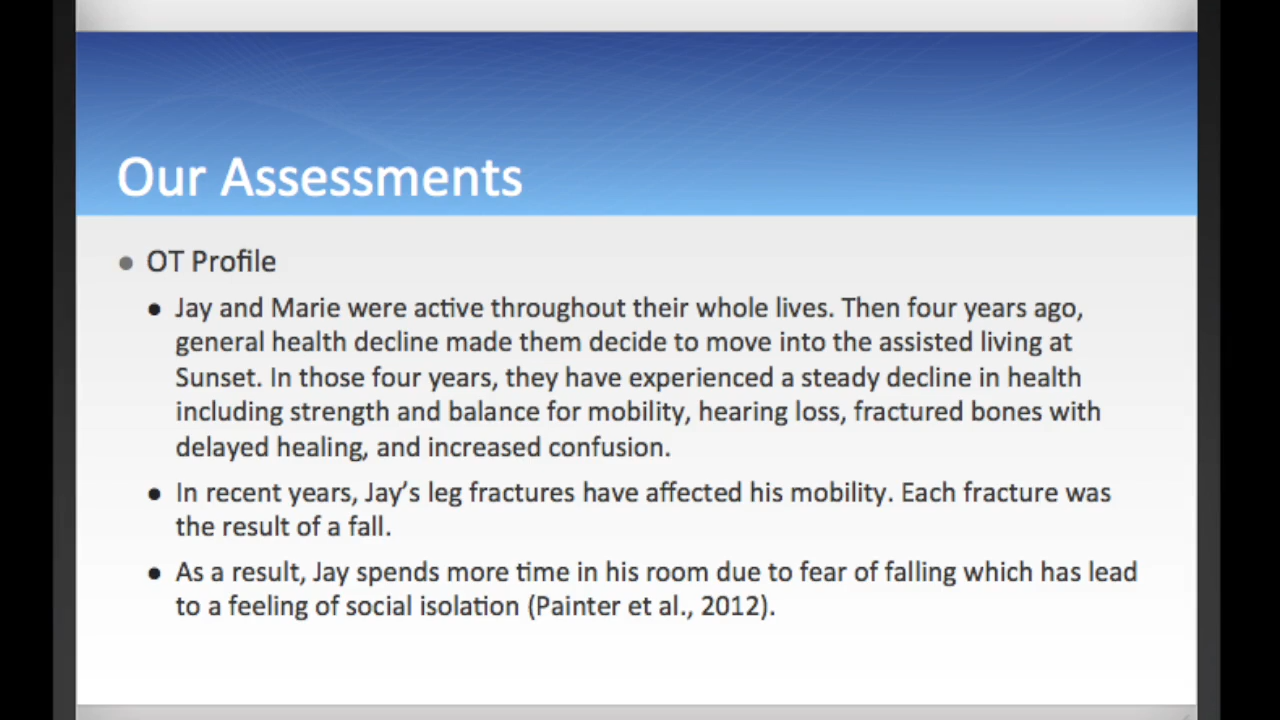 Our Assessments
OT Profile
Jay and Marie were active throughout their whole lives. Then four years ago,
general health decline made them decide to move into the assisted living at
Sunset. In those four years, they have experienced a steady decline in health
including strength and balance for mobility, hearing loss, fractured bones with
delayed healing, and increased confusion.
In recent years, Jay’s leg fractures have affected his mobility. Each fracture was
the result of a fall.
As a result, Jay spends more time in his room due to fear of falling which has lead
to a feeling of social isolation (Painter et al., 2012).